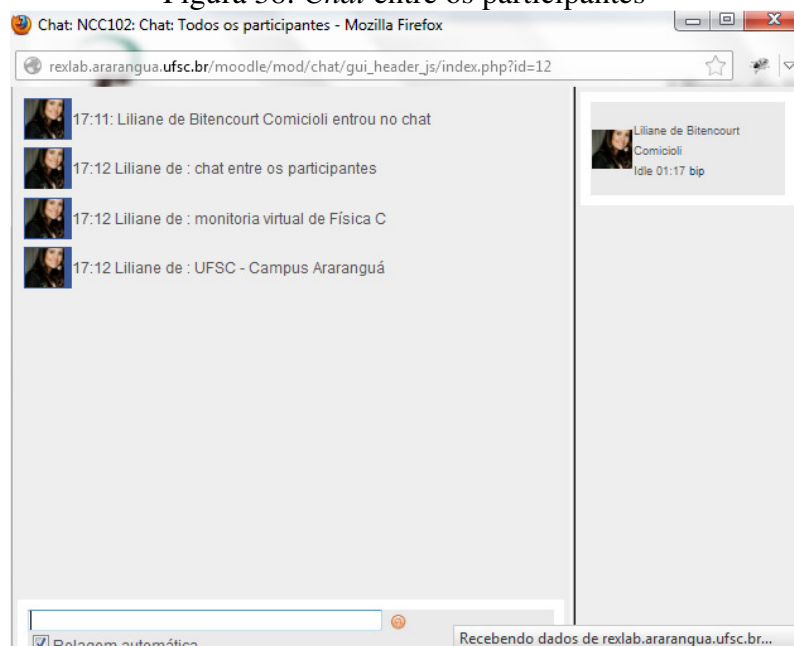 Figura 38: Chat entre os participantes
Chat: NCC102: Chat: Todos os participantes - Mozilla Firefox
rexlab.ararangua.ufsc.br/moodle/mod/chat/gui_header_js/index.php?id=12
17:11: Liliane de Bitencourt Comicioli entrou no chat
17:12 Liliane de : chat entre os participantes
17:12 Liliane de : monitoria virtual de Física C
17:12 Liliane de : UFSC - Campus Araranguá
Liliane de Bitencourt
Comicioli
Idle 01:17 bip
Rolagem automática
Recebendo dados de rexlab.ararangua.ufsc.br...